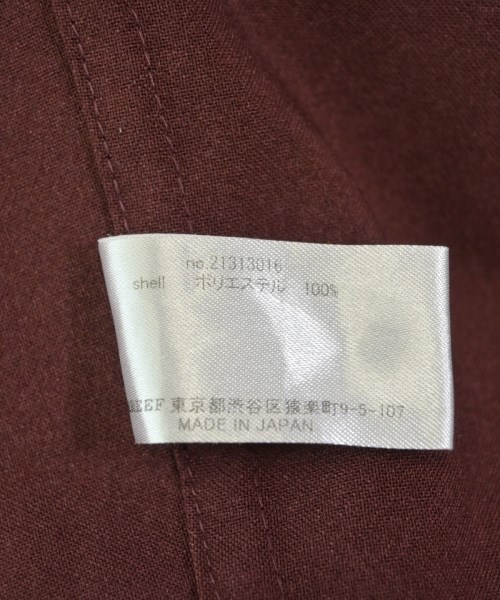 no.21313016
shell ポリエステル 100%
東京都渋谷区猿楽町9-5-107
MADE IN JAPAN